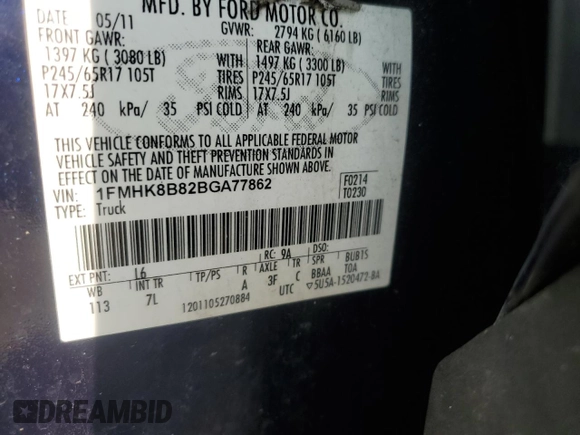 MFD. BY FORD MOTOR CO.
DATE 05/11 GVWR: 2794 KG ( 6160 LB)
FRONT GAWR: REAR GAWR:
1397 KG ( 3080 LB) WITH 1497 KG ( 3300 LB) WITH
P245/65R17 105T TIRES P245/65R17 105T TIRES
17X7.5J RIMS 17X7.5J RIMS
AT 240 kPa/ 35 PSI COLD AT 240 kPa/ 35 PSI COLD
THIS VEHICLE CONFORMS TO ALL APPLICABLE FEDERAL MOTOR
VEHICLE SAFETY AND THEFT PREVENTION STANDARDS IN
EFFECT ON THE DATE OF MANUFACTURE SHOWN ABOVE.
VIN: 1FMHK8B82BGA77862 F0214
TYPE: Truck T0230
EXT PNT: L6 RC: 9A DSO:
WB INT TR TP/PS R AXLE TR SPR BUB1S
113 7L A 3F C BBAA T0A
1201105270884 UTC ▽5U5A-1520472-BA
DREAMBID